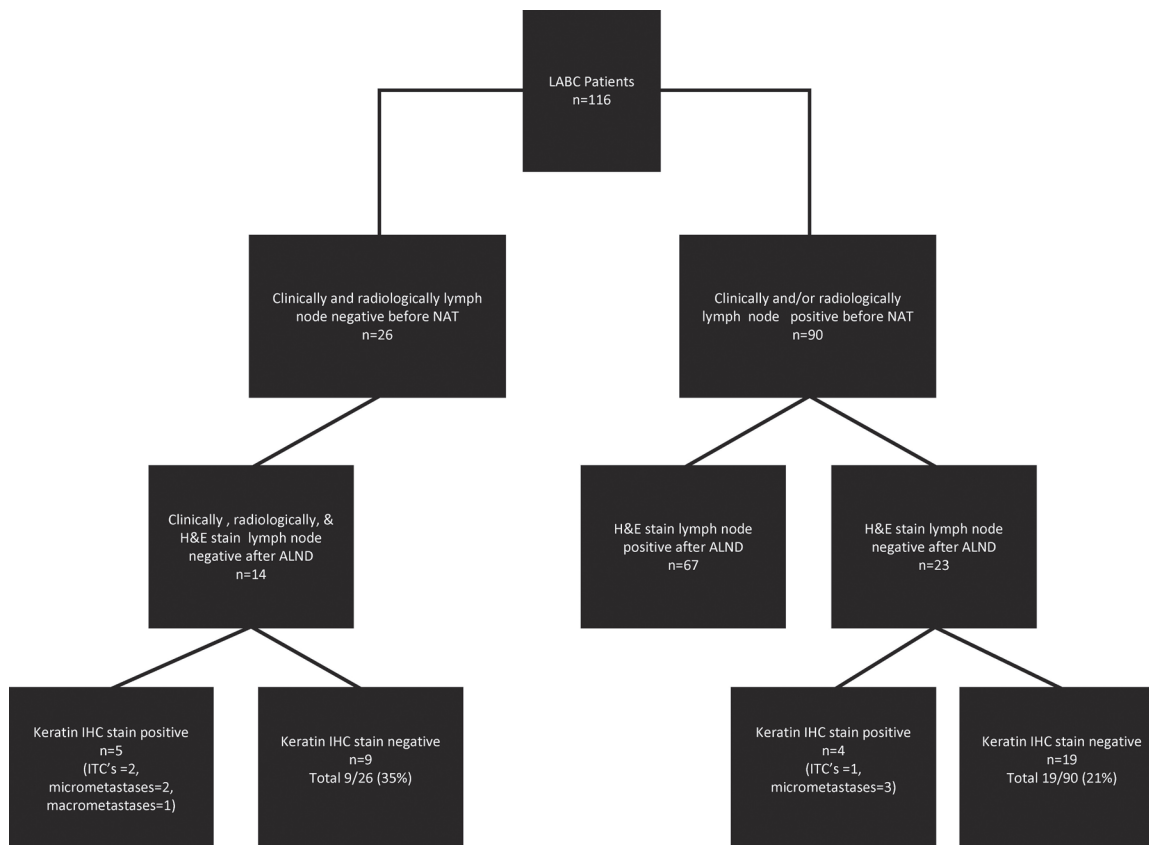 LABC Patients
n=116
Clinically and radiologically lymph
node negative before NAT
n=26
Clinically and/or radiologically
lymph node positive before NAT
n=90
Clinically , radiologically, &
H&E stain lymph node
negative after ALND
n=14
H&E stain lymph node
positive after ALND
n=67
H&E stain lymph node
negative after ALND
n=23
Keratin IHC stain positive
n=5
(ITC's =2,
micrometastases=2,
macrometastases=1)
Keratin IHC stain negative
n=9
Total 9/26 (35%)
Keratin IHC stain positive
n=4
(ITC's =1,
micrometastases=3)
Keratin IHC stain negative
n=19
Total 19/90 (21%)